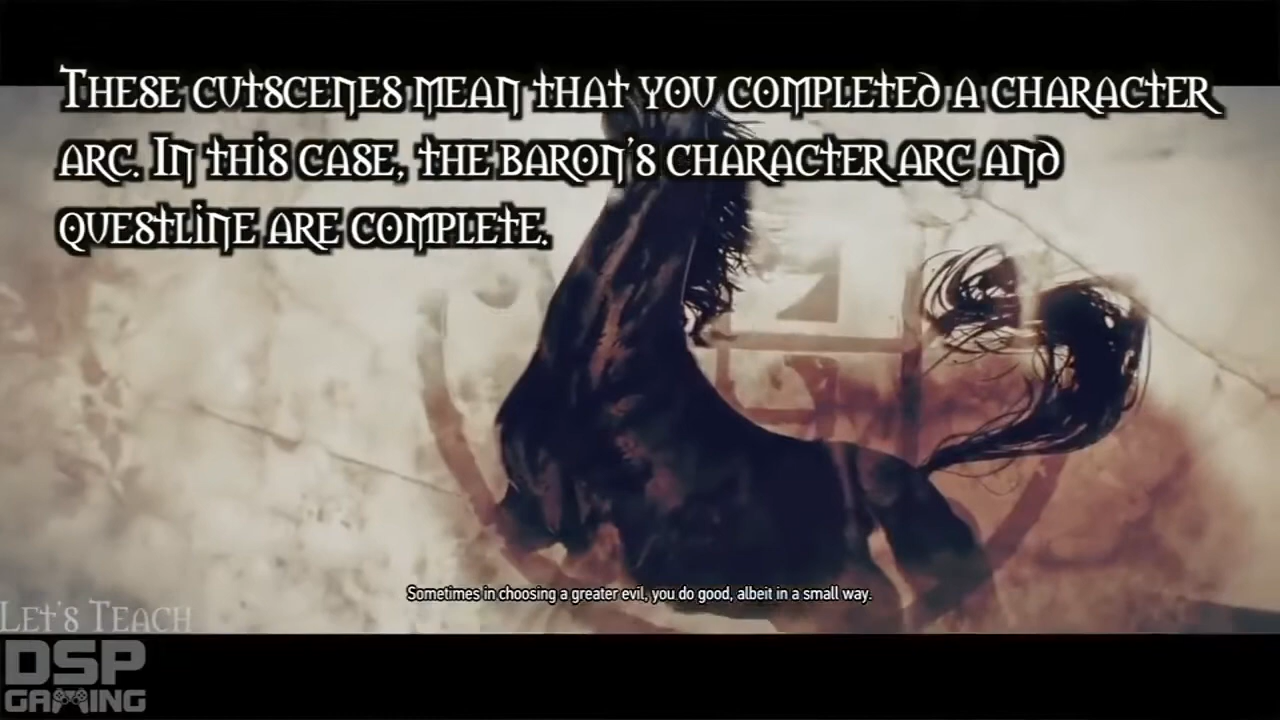 These cutscenes mean that you completed a character
arc. In this case, the baron's character arc and
questline are complete.
Sometimes in choosing a greater evil, you do good, albeit in a small way.
Let's Teach
DSP
GAMING